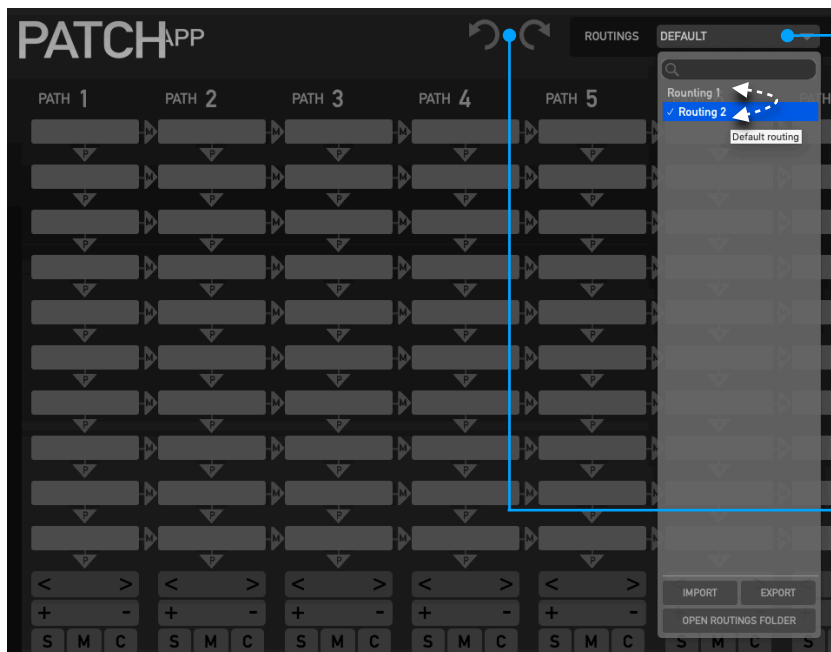 PATCH APP
ROUTINGS DEFAULT
PATH 1 PATH 2 PATH 3 PATH 4 PATH 5
Rounting 1
✓ Routing 2
Default routing
M M M M M
P P P P P
M M M M M
P P P P P
M M M M M
P P P P P
M M M M M
P P P P P
M M M M M
P P P P P
M M M M M
P P P P P
M M M M M
P P P P P
M M M M M
P P P P P
M M M M M
P P P P P
M M M M M
P P P P P
< > < > < > < > < >
IMPORT EXPORT
+ - + - + - + - + -
OPEN ROUTINGS FOLDER
S M C S M C S M C S M C S M C S M C S